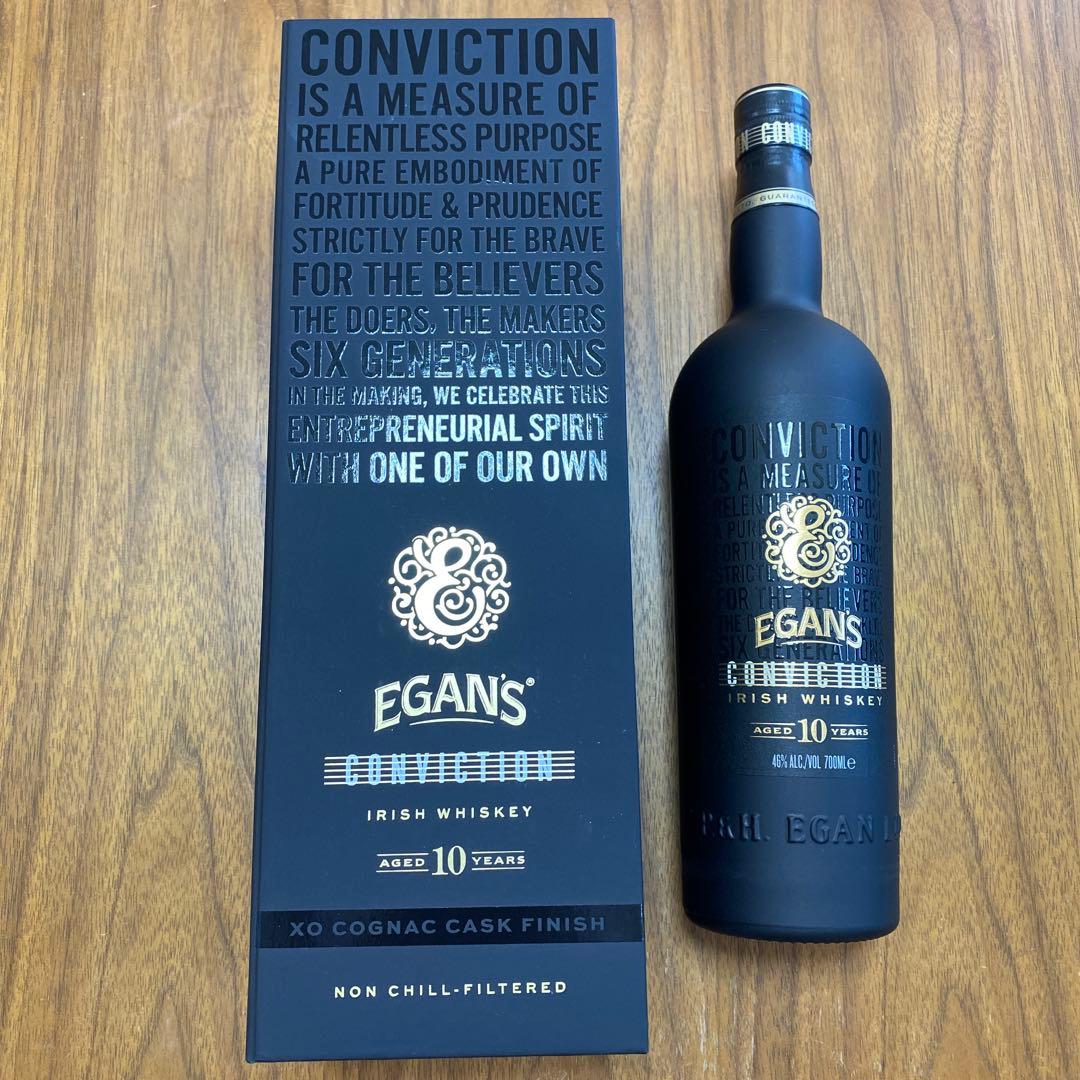 CONVICTION
IS A MEASURE OF
RELENTLESS PURPOSE
A PURE EMBODIMENT OF
FORTITUDE & PRUDENCE
STRICTLY FOR THE BRAVE
FOR THE BELIEVERS
THE DOERS, THE MAKERS
SIX GENERATIONS
IN THE MAKING, WE CELEBRATE THIS
ENTREPRENEURIAL SPIRIT
WITH ONE OF OUR OWN
E
EGAN'S®
CONVICTION
IRISH WHISKEY
AGED 10 YEARS
XO COGNAC CASK FINISH
NON CHILL-FILTERED
CONVICTION
IS A MEASURE OF
E
FOR THE BELIEVERS
EGAN'S
SIX GENERATIONS
CONVICTION
IRISH WHISKEY
AGED 10 YEARS
46% ALC./VOL 700MLe
P. & H. EGAN